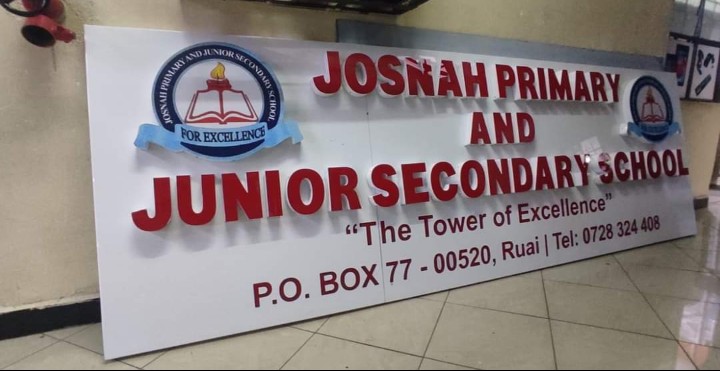 JOSNAH PRIMARY AND JUNIOR SECONDARY SCHOOL
FOR EXCELLENCE
JOSNAH PRIMARY
AND
JUNIOR SECONDARY SCHOOL
“The Tower of Excellence”
P.O. BOX 77 - 00520, Ruai | Tel: 0728 324 408